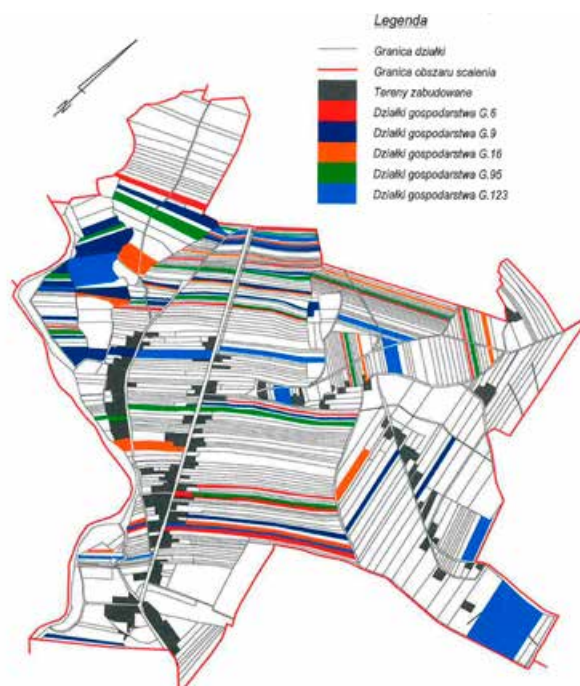 Legenda
Granica działki
Granica obszaru scalenia
Tereny zabudowane
Działki gospodarstwa G.6
Działki gospodarstwa G.9
Działki gospodarstwa G.16
Działki gospodarstwa G.95
Działki gospodarstwa G.123